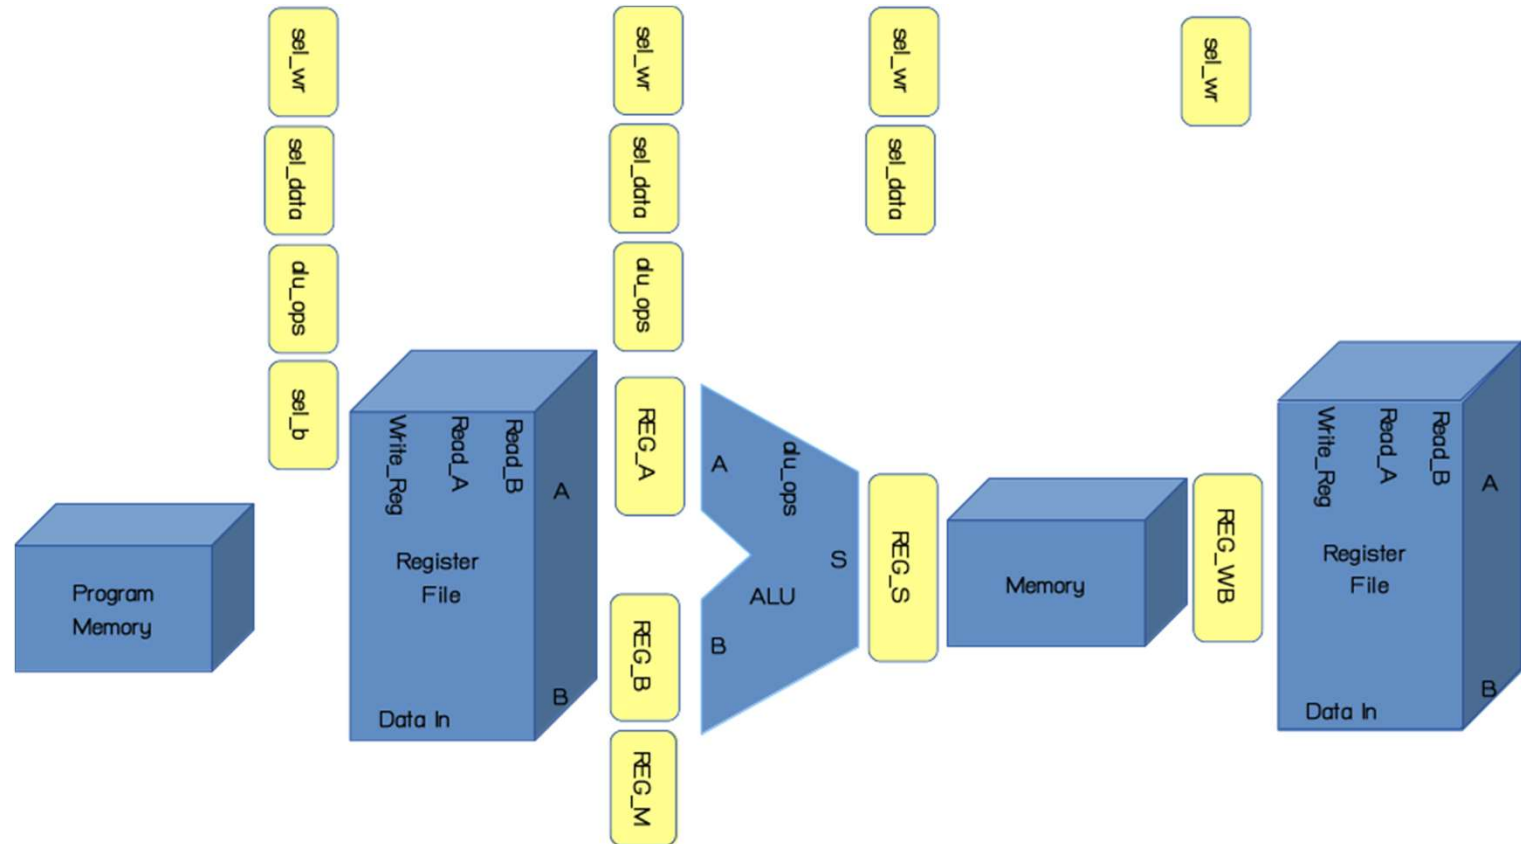 sel_wr
sel_wr
sel_wr
sel_wr
sel_data
sel_data
sel_data
alu_ops
alu_ops
sel_b
Program
Memory
Write_Reg
Read_A
Read_B
A
Register
File
B
Data In
REG_A
REG_B
REG_M
A
alu_ops
S
ALU
B
REG_S
Memory
REG_WB
Write_Reg
Read_A
Read_B
A
Register
File
B
Data In